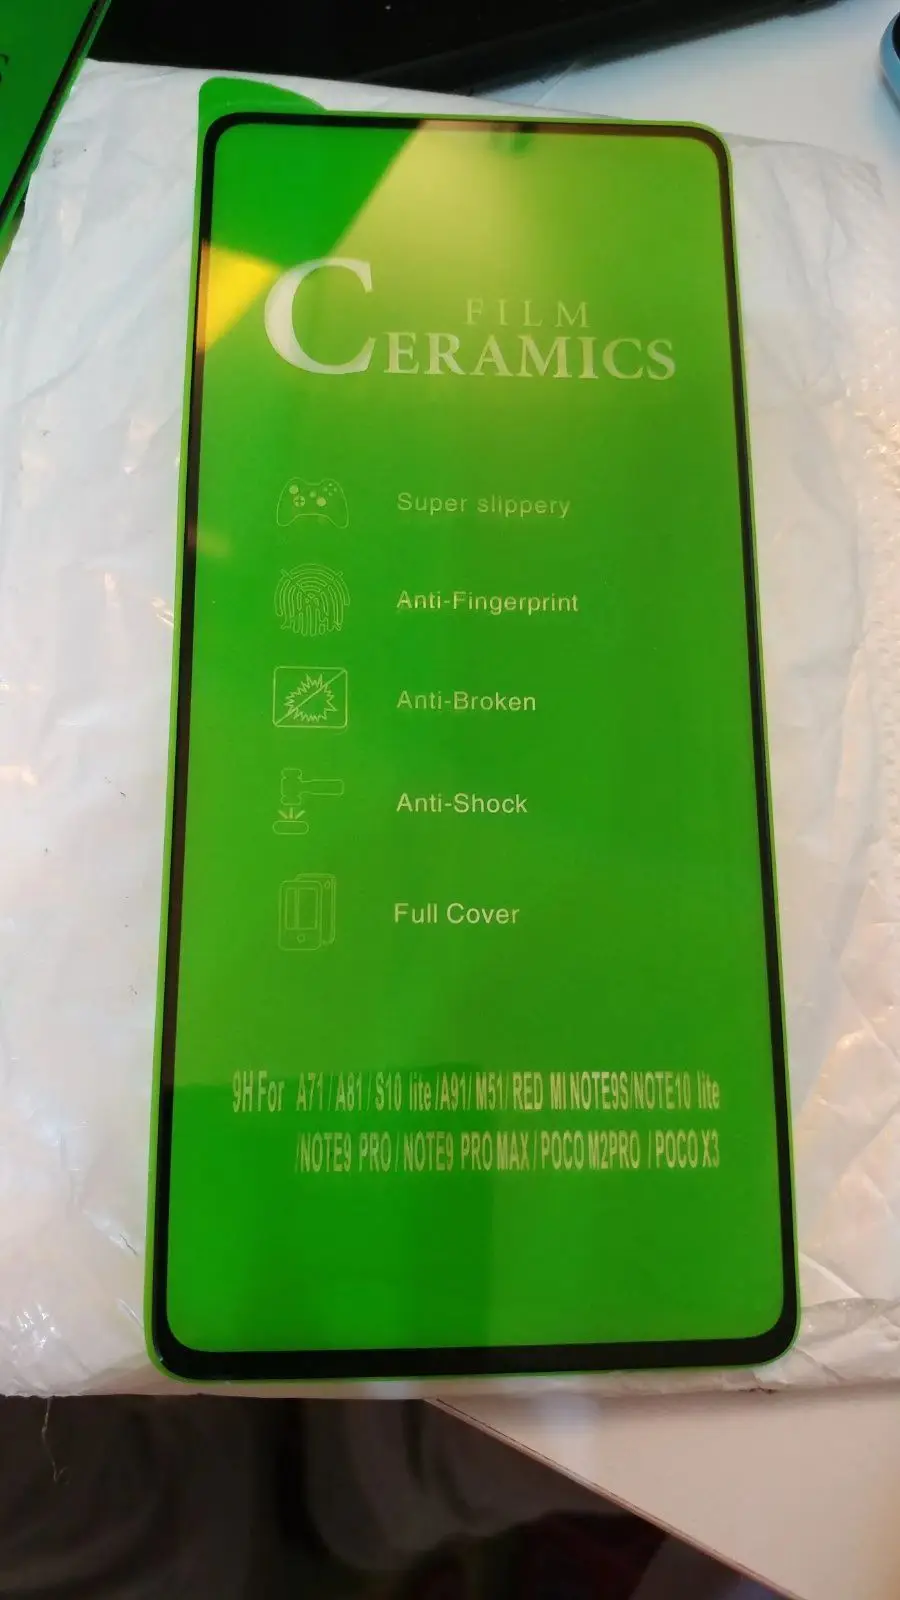 FILM
CERAMICS
Super slippery
Anti-Fingerprint
Anti-Broken
Anti-Shock
Full Cover
9H For A71 / A81 / S10 lite /A91/ M51/ RED MI NOTE9S/NOTE10 lite
/NOTE9 PRO / NOTE9 PRO MAX / POCO M2PRO / POCO X3